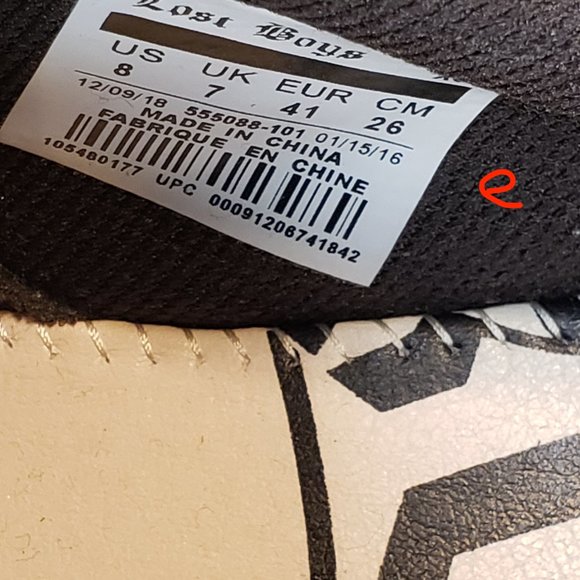 Lost Boys
US UK EUR CM
8 7 41 26
12/09/18 555088-101 01/15/16
MADE IN CHINA
FABRIQUE EN CHINE
105480177 UPC 00091206741842
e